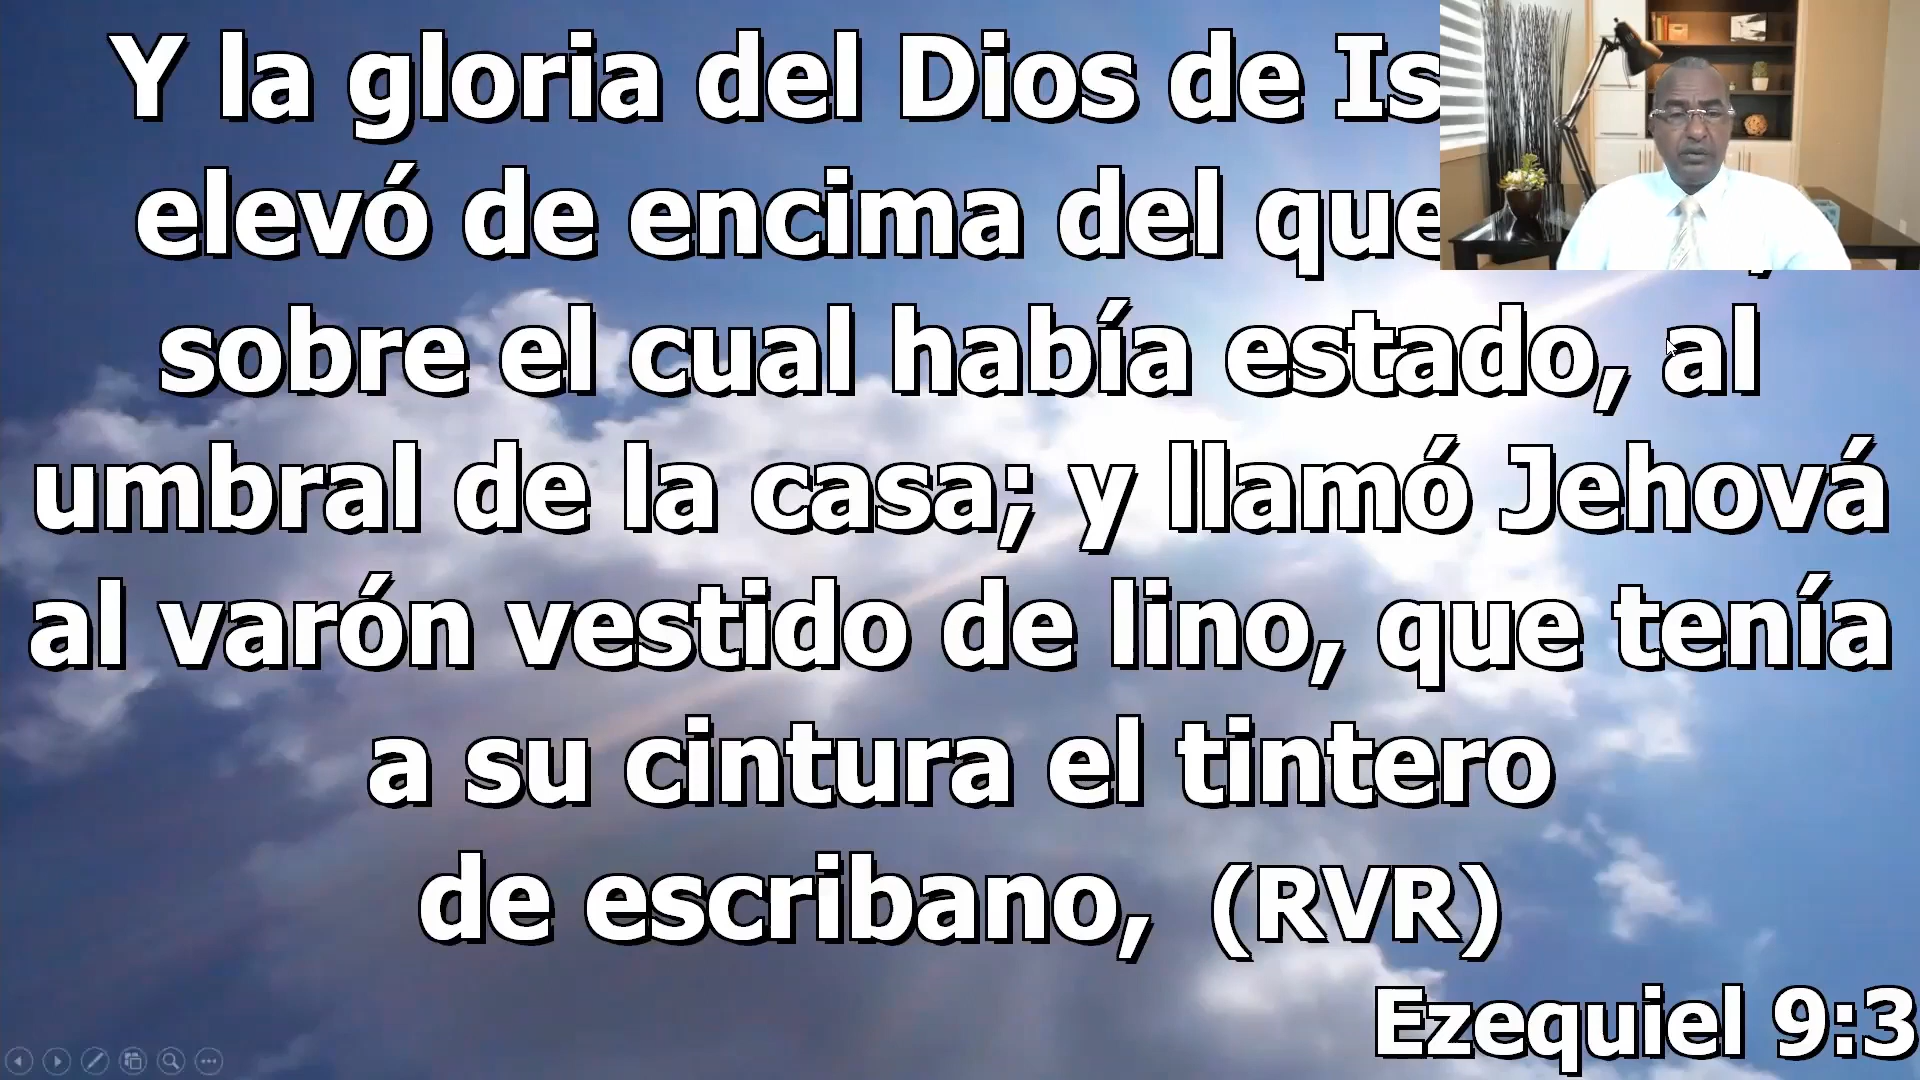 Y la gloria del Dios de
elevó de encima del
sobre el cual había estado, al
umbral de la casa; y llamó Jehová
al varón vestido de lino, que tenía
a su cintura el tintero
de escribano, (RVR)
Ezequiel 9:3